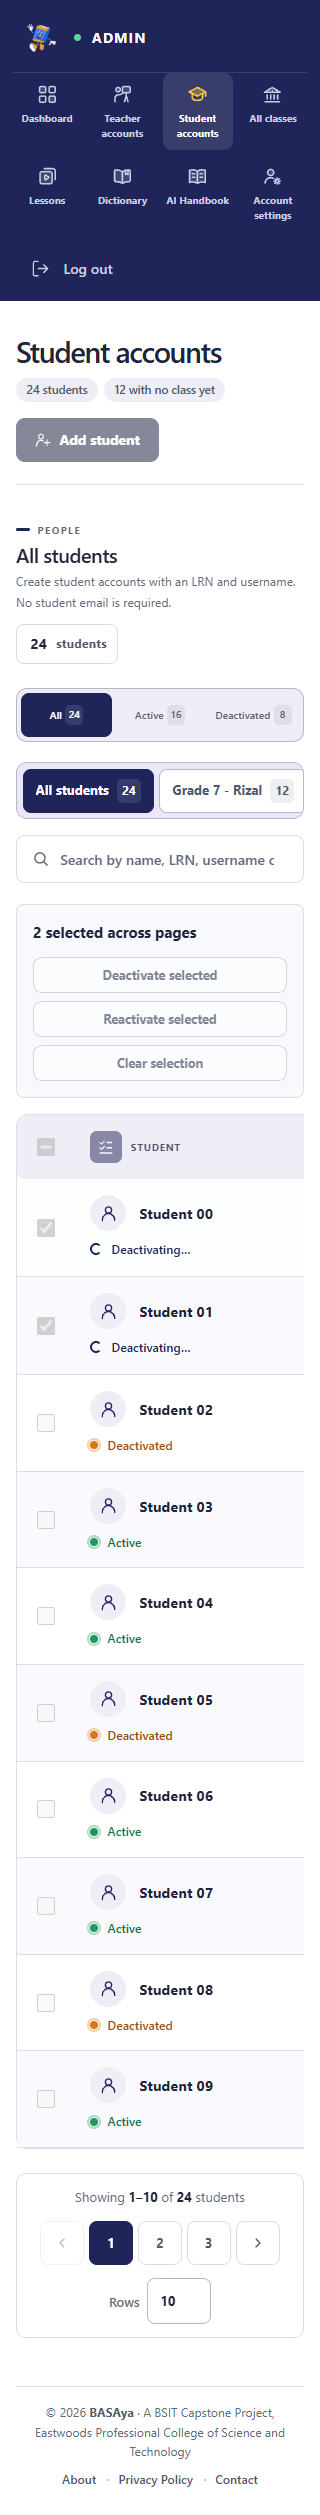 ADMIN
Dashboard
Teacher
accounts
Student
accounts
All classes
Lessons
Dictionary
AI Handbook
Account
settings
Log out
Student accounts
24 students
12 with no class yet
Add student
PEOPLE
All students
Create student accounts with an LRN and username.
No student email is required.
24 students
All 24
Active 16
Deactivated 8
All students 24
Grade 7 - Rizal 12
Search by name, LRN, username c
2 selected across pages
Deactivate selected
Reactivate selected
Clear selection
STUDENT
Student 00
Deactivating...
Student 01
Deactivating...
Student 02
Deactivated
Student 03
Active
Student 04
Active
Student 05
Deactivated
Student 06
Active
Student 07
Active
Student 08
Deactivated
Student 09
Active
Showing 1–10 of 24 students
1 2 3
Rows 10
© 2026 BASAya · A BSIT Capstone Project,
Eastwoods Professional College of Science and
Technology
About · Privacy Policy · Contact